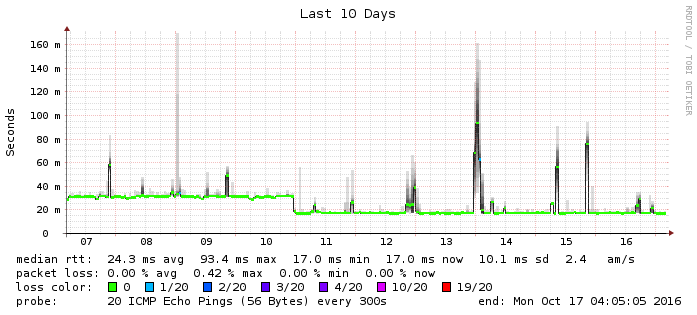 Last 10 Days
RRDTOOL / TOBI OETIKER
Seconds
160 m
140 m
120 m
100 m
80 m
60 m
40 m
20 m
0
07 08 09 10 11 12 13 14 15 16
median rtt: 24.3 ms avg 93.4 ms max 17.0 ms min 17.0 ms now 10.1 ms sd 2.4 am/s
packet loss: 0.00 % avg 0.42 % max 0.00 % min 0.00 % now
loss color: 0 1/20 2/20 3/20 4/20 10/20 19/20
probe: 20 ICMP Echo Pings (56 Bytes) every 300s end: Mon Oct 17 04:05:05 2016